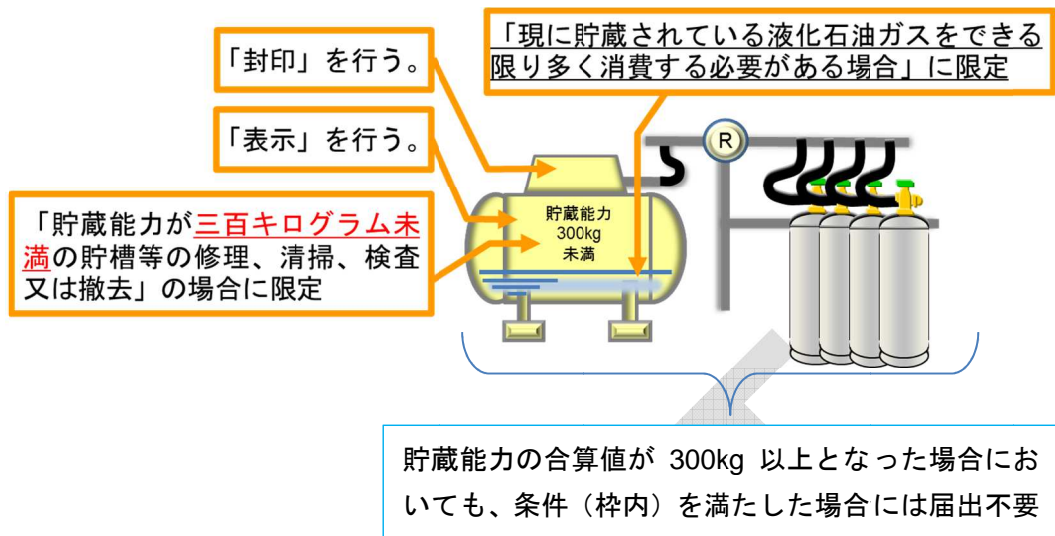 「封印」を行う。
「現に貯蔵されている液化石油ガスをできる
限り多く消費する必要がある場合」に限定
「表示」を行う。
R
「貯蔵能力が三百キログラム未
満の貯槽等の修理、清掃、検査
又は撤去」の場合に限定
貯蔵能力
300kg
未満
貯蔵能力の合算値が 300kg 以上となった場合にお
いても、条件（枠内）を満たした場合には届出不要